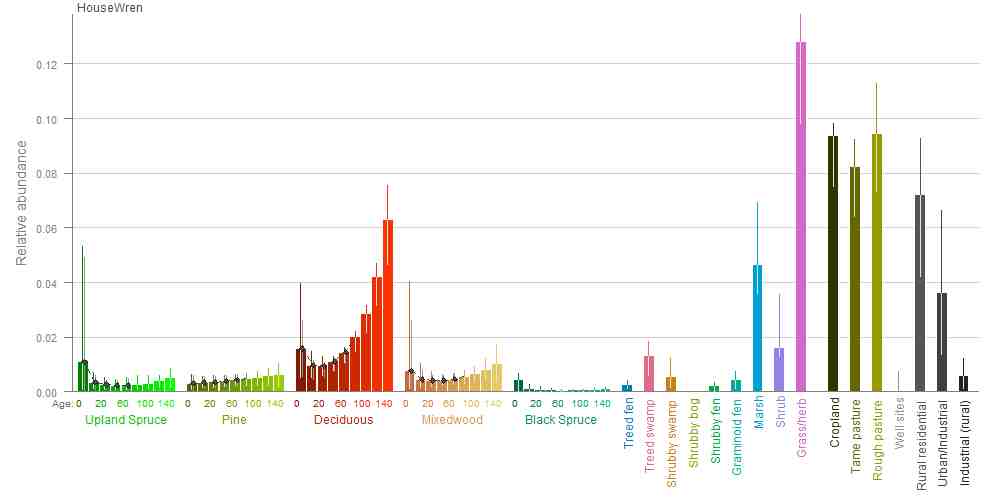 HouseWren
Relative abundance
0.12
0.10
0.08
0.06
0.04
0.02
0.00
Age: 0 20 60 100 140 0 20 60 100 140 0 20 60 100 140 0 20 60 100 140 0 20 60 100 140
Upland Spruce Pine Deciduous Mixedwood Black Spruce
Treed fen
Treed swamp
Shrubby swamp
Shrubby bog
Shrubby fen
Graminoid fen
Marsh
Shrub
Grass/herb
Cropland
Tame pasture
Rough pasture
Well sites
Rural residential
Urban/Industrial
Industrial (rural)